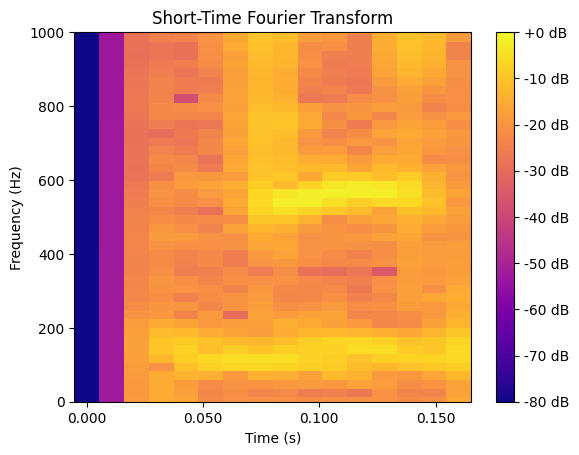 Short-Time Fourier Transform
Frequency (Hz)
1000
800
600
400
200
0
0.000
0.050
0.100
0.150
Time (s)
+0 dB
-10 dB
-20 dB
-30 dB
-40 dB
-50 dB
-60 dB
-70 dB
-80 dB